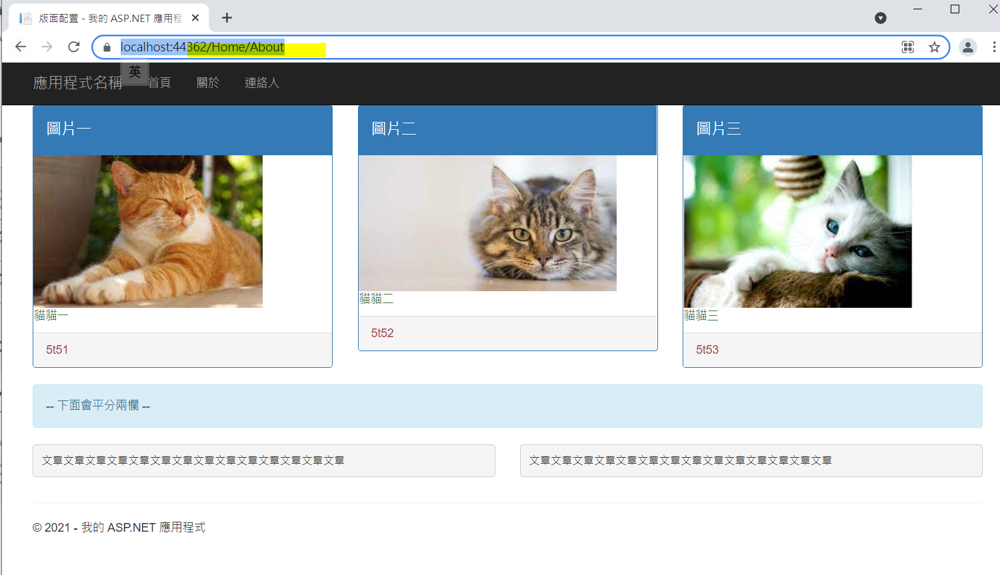 版面配置 - 我的 ASP.NET 應用程
localhost:44362/Home/About
英
應用程式名稱 首頁 關於 連絡人
圖片一 圖片二 圖片三
貓貓一 貓貓二 貓貓三
5t51 5t52 5t53
-- 下面會平分兩欄 --
文章文章文章文章文章文章文章文章文章文章文章文章文章文章 文章文章文章文章文章文章文章文章文章文章文章文章文章文章
© 2021 - 我的 ASP.NET 應用程式